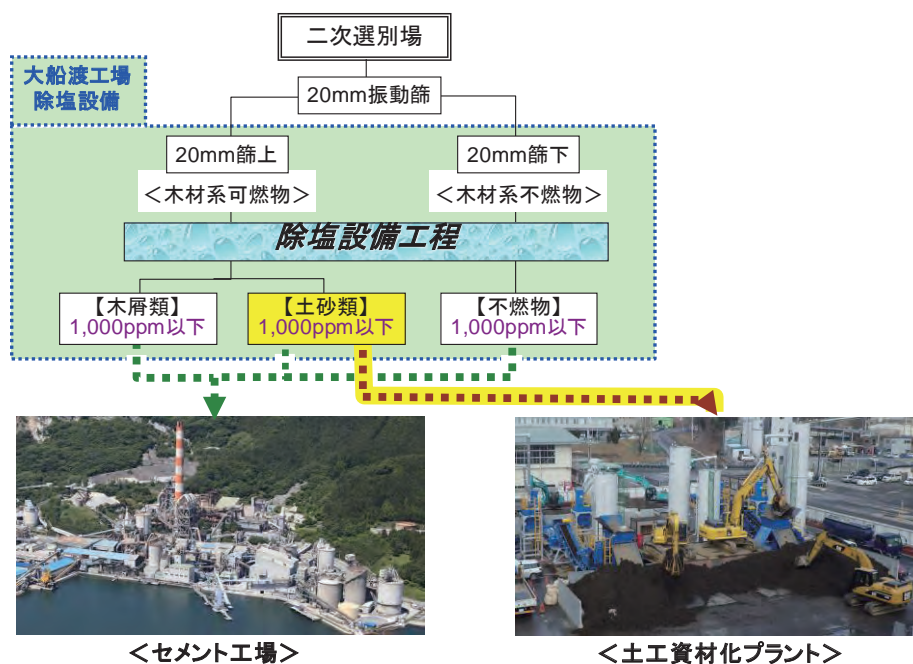 二次選別場
大船渡工場
除塩設備
20mm振動篩
20mm篩上
20mm篩下
＜木材系可燃物＞
＜木材系不燃物＞
除塩設備工程
【木屑類】
1,000ppm以下
【土砂類】
1,000ppm以下
【不燃物】
1,000ppm以下
＜セメント工場＞
＜土工資材化プラント＞